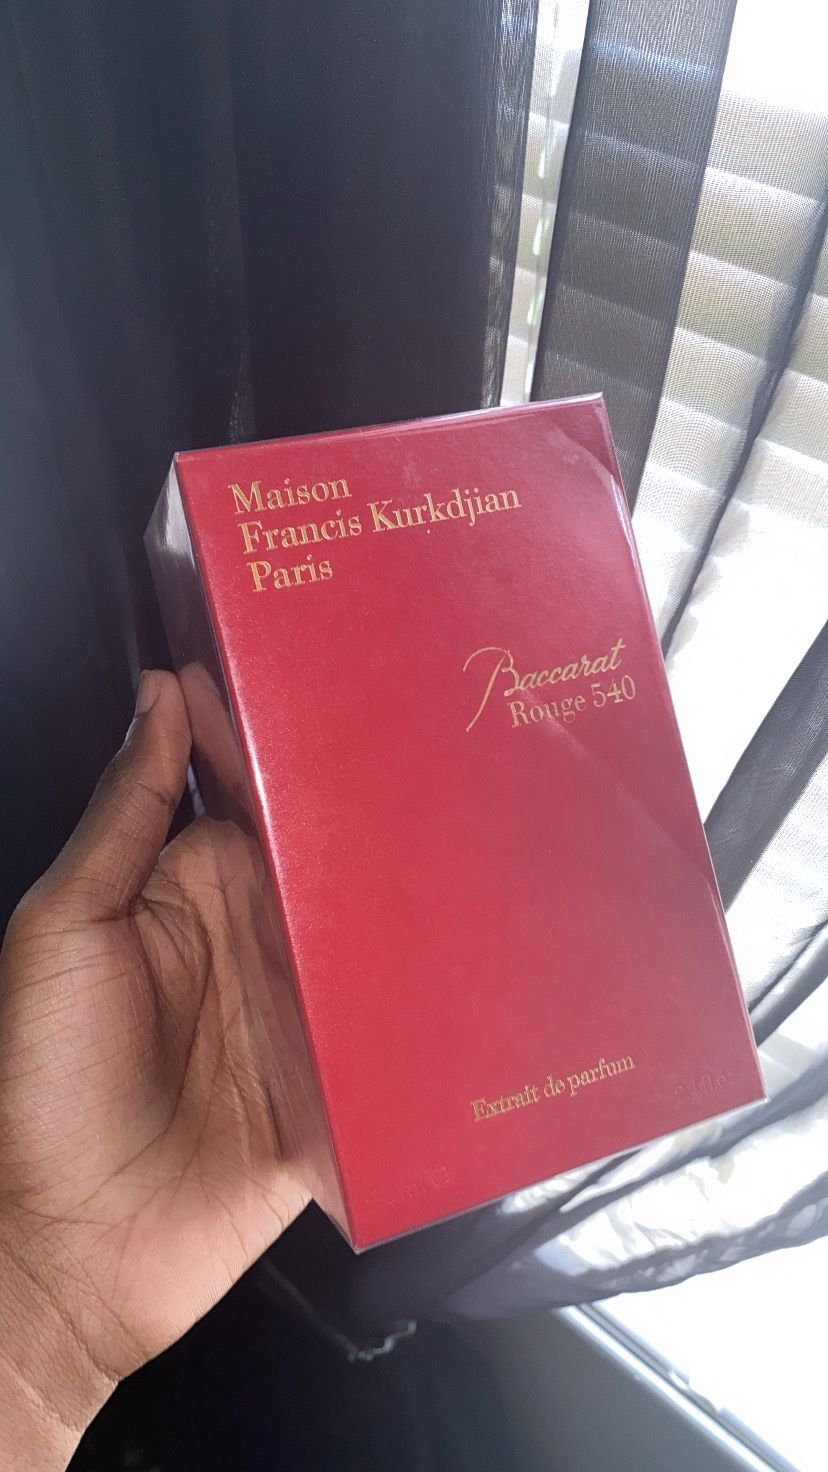 Maison
Francis Kurkdjian
Paris
Baccarat
Rouge 540
Extrait de parfum